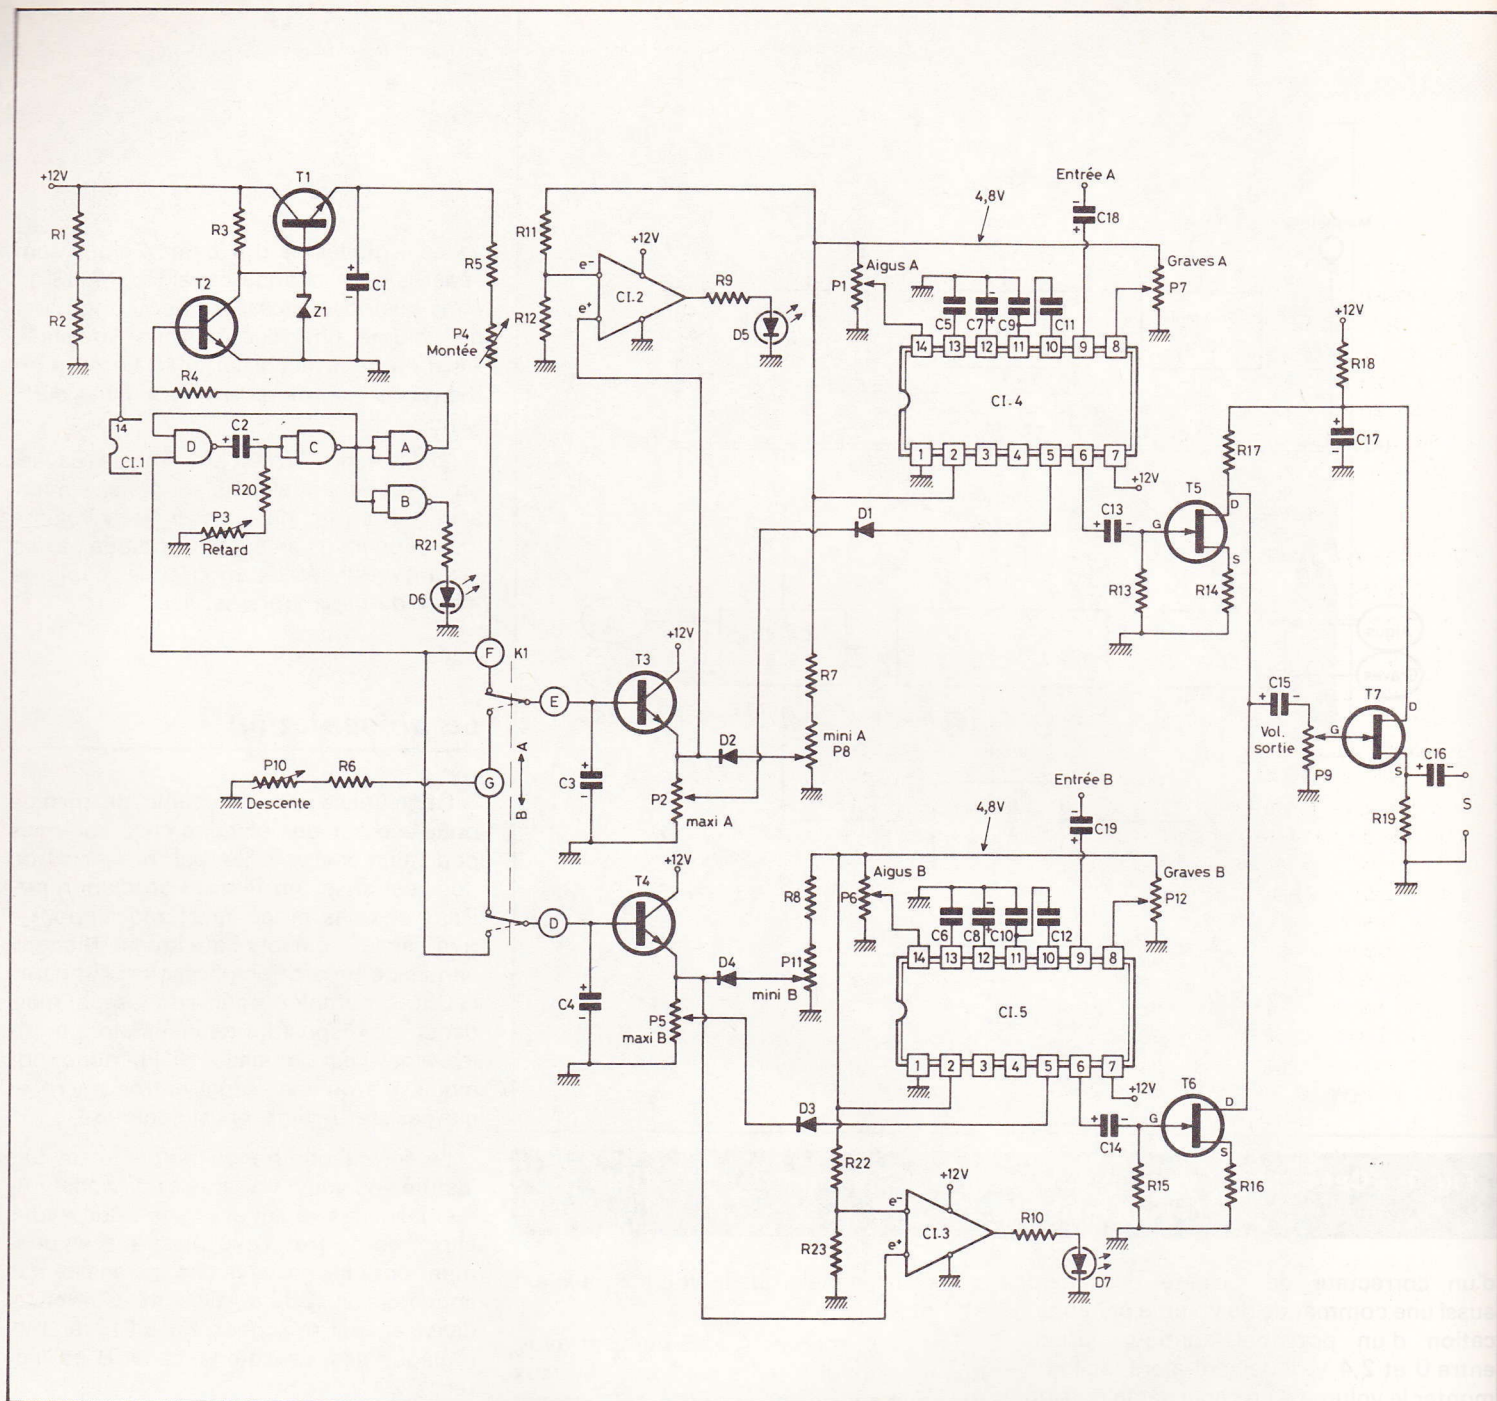 +12V
T1
R1
R3
R2
T2
Z1
C1
+
-
R4
R5
P4
Montée
14
CI.1
D
+
C2
-
C
A
B
R20
P3
Retard
R21
D6
F
K1
E
G
D
A
B
P10
R6
Descente
R11
R12
e-
e+
CI.2
+12V
R9
D5
T3
+12V
C3
+
-
P2
maxi A
D2
R7
mini A
P8
D1
T4
+12V
C4
+
-
P5
maxi B
D4
R8
P11
mini B
D3
4,8V
Entrée A
-
+
C18
Aigus A
P1
C5
C7
-
+
C9
C11
Graves A
P7
14
13
12
11
10
9
8
CI.4
1
2
3
4
5
6
7
+12V
+
C13
-
R13
T5
G
D
S
R14
R17
+12V
R18
+
-
C17
C15
+
-
Vol.
sortie
P9
T7
G
D
S
C16
+
-
R19
S
4,8V
Entrée B
-
+
C19
Aigus B
P6
C6
C8
-
+
C10
C12
Graves B
P12
14
13
12
11
10
9
8
CI.5
1
2
3
4
5
6
7
+12V
+
-
C14
R15
T6
G
D
S
R16
R22
R23
e-
e+
CI.3
+12V
R10
D7